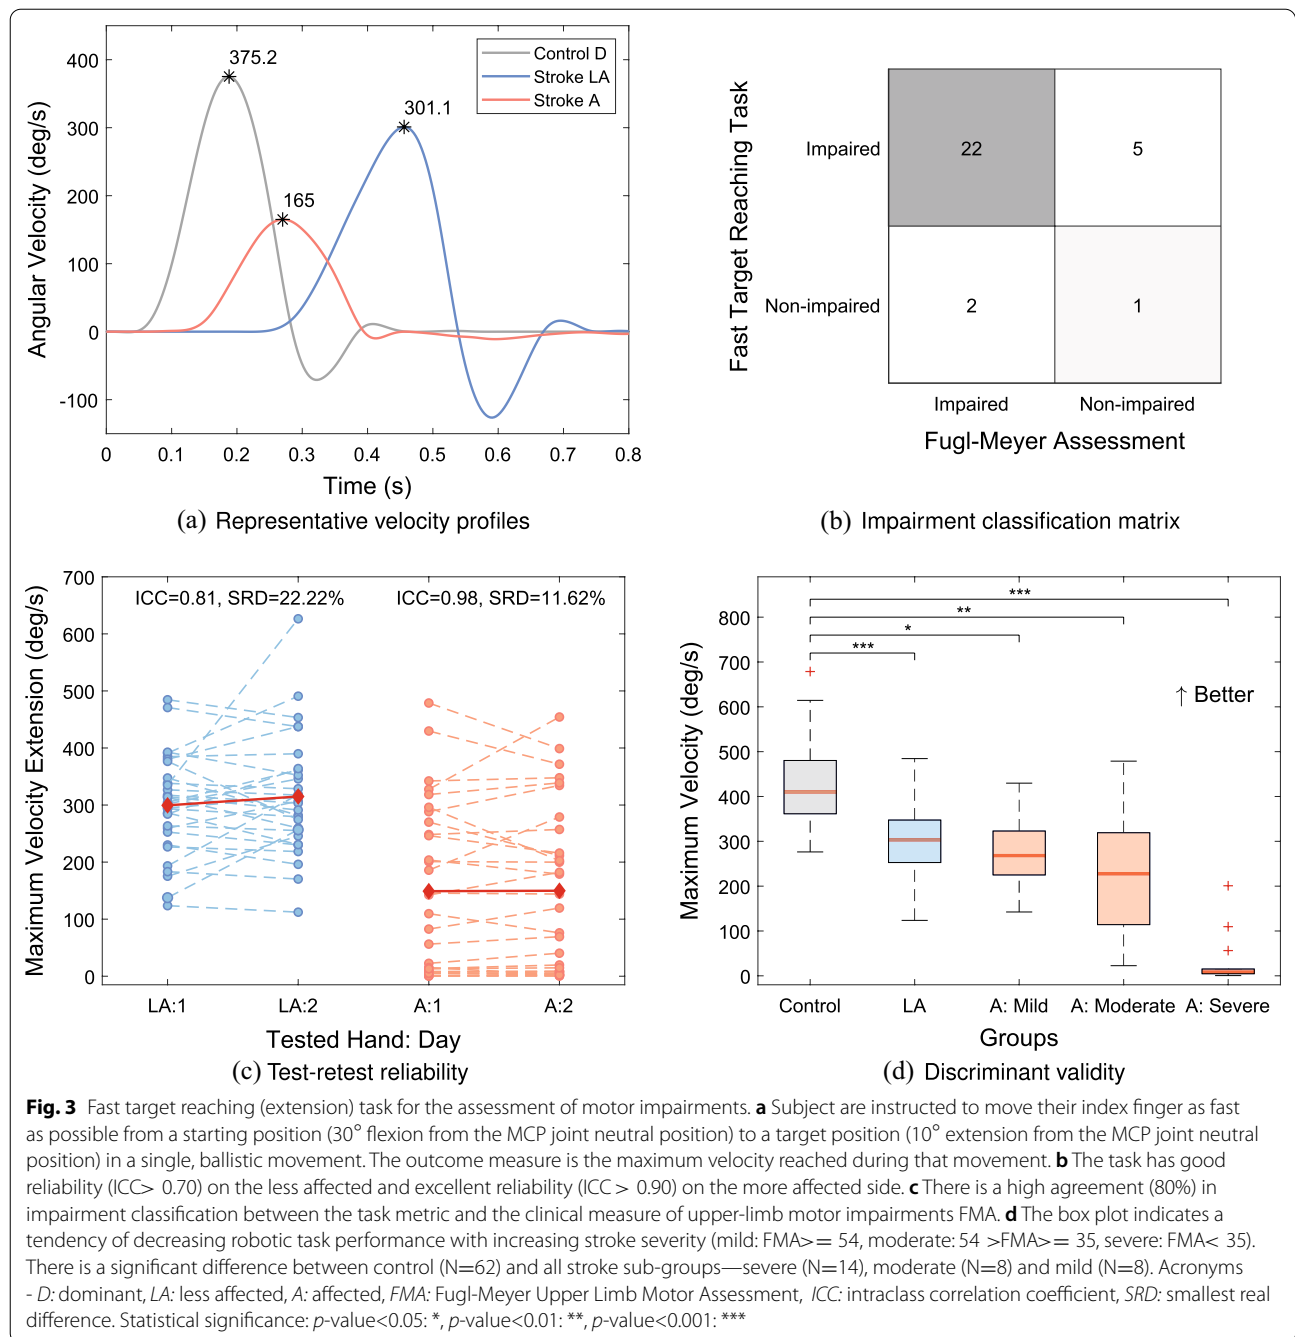 400
300
200
100
0
-100
Angular Velocity (deg/s)
375.2
301.1
165
Control D
Stroke LA
Stroke A
0 0.1 0.2 0.3 0.4 0.5 0.6 0.7 0.8
Time (s)
(a) Representative velocity profiles
Fast Target Reaching Task
Impaired
22 5
Non-impaired
2 1
Impaired Non-impaired
Fugl-Meyer Assessment
(b) Impairment classification matrix
Maximum Velocity Extension (deg/s)
700
600
500
400
300
200
100
0
ICC=0.81, SRD=22.22% ICC=0.98, SRD=11.62%
LA:1 LA:2 A:1 A:2
Tested Hand: Day
(c) Test-retest reliability
Maximum Velocity (deg/s)
800
700
600
500
400
300
200
100
0
***
**
*
***
↑ Better
Control LA A: Mild A: Moderate A: Severe
Groups
(d) Discriminant validity
Fig. 3 Fast target reaching (extension) task for the assessment of motor impairments. a Subject are instructed to move their index finger as fast
as possible from a starting position (30° flexion from the MCP joint neutral position) to a target position (10° extension from the MCP joint neutral
position) in a single, ballistic movement. The outcome measure is the maximum velocity reached during that movement. b The task has good
reliability (ICC> 0.70) on the less affected and excellent reliability (ICC > 0.90) on the more affected side. c There is a high agreement (80%) in
impairment classification between the task metric and the clinical measure of upper-limb motor impairments FMA. d The box plot indicates a
tendency of decreasing robotic task performance with increasing stroke severity (mild: FMA>= 54, moderate: 54 >FMA>= 35, severe: FMA< 35).
There is a significant difference between control (N=62) and all stroke sub-groups—severe (N=14), moderate (N=8) and mild (N=8). Acronyms
- D: dominant, LA: less affected, A: affected, FMA: Fugl-Meyer Upper Limb Motor Assessment, ICC: intraclass correlation coefficient, SRD: smallest real
difference. Statistical significance: p-value<0.05: *, p-value<0.01: **, p-value<0.001: ***